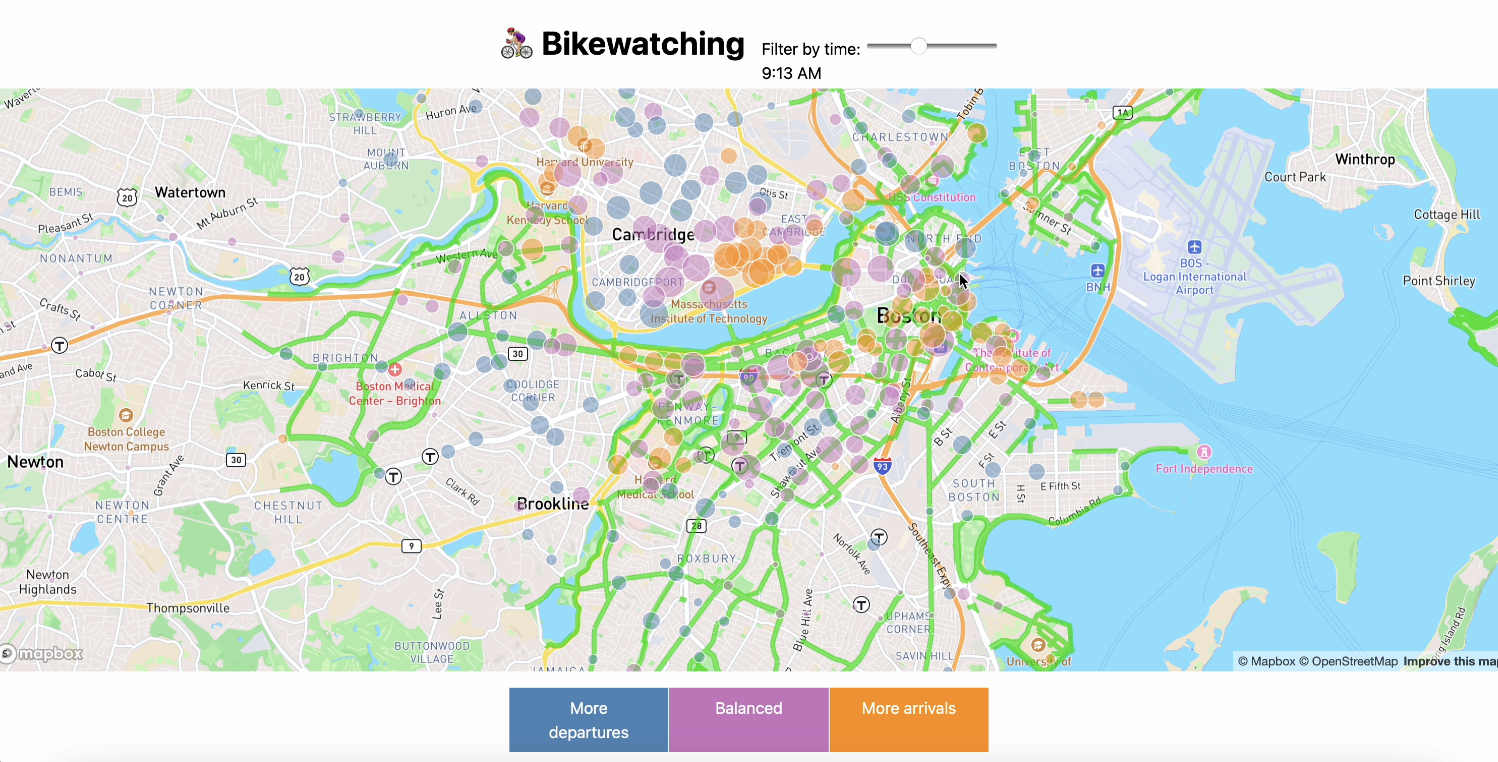 Bikewatching
Filter by time:
9:13 AM
STRAWBERRY
HILL
Huron Ave
MOUNT
AUBURN
Harvard University
CHARLESTOWN
1A
EAST
BOSTON
Winthrop
Court Park
BEMIS
20
Watertown
Mt Auburn St
Pleasant St
Harvard
Kennedy School
Otis St
USS Constitution
Sumner St
Cottage Hill
Cambridge
EAST
CAMBRIDGE
NORTH END
NONANTUM
Western Ave
20
BOS -
Logan International
Airport
BNH
Point Shirley
CAMBRIDGEPORT
NEWTON
CORNER
Massachusetts
Institute of Technology
Crafts St
ALLSTON
Boston
T
BRIGHTON
30
The Institute of
Contemporary Art
Cabot St
Kenrick St
Boston Medical
Center - Brighton
COOLIDGE
CORNER
90
T
T
FENWAY-
KENMORE
Albany St
Boston College
Newton Campus
9
Tremont St
B St
E St
Newton
30
T
T
T
T
93
F St
Fort Independence
Grant Ave
Clark Rd
Harvard
Medical School
Shawmut Ave
SOUTH
BOSTON
H St
E Fifth St
NEWTON
CENTRE
CHESTNUT
HILL
Brookline
Columbia Rd
28
9
Norfolk Ave
T
Southeast Expy
ROXBURY
Newton
Highlands
Thompsonville
Lee St
Blue Hill Ave
T
UPHAMS
CORNER
BUTTONWOOD
VILLAGE
SAVIN HILL
University of
mapbox
JAMAICA
© Mapbox © OpenStreetMap Improve this map
More
departures
Balanced
More arrivals